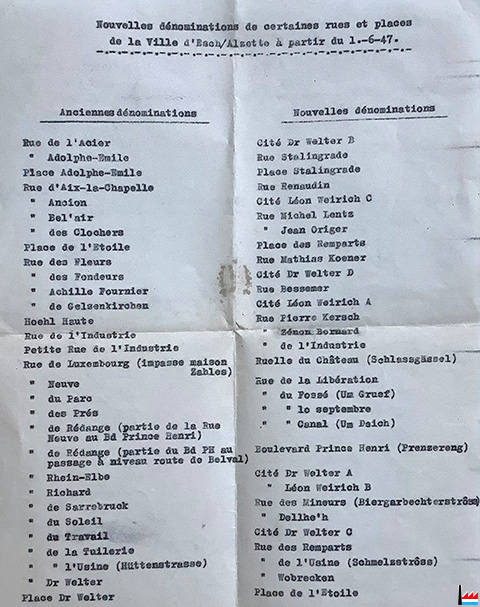 Nouvelles dénominations de certaines rues et places
de la Ville d'Esch/Alzette à partir du 1.-6-47.
Anciennes dénominations
Rue de l'Acier
" Adolphe-Emile
Place Adolphe-Emile
Rue d'Aix-la-Chapelle
" Ancion
" Bel'air
" des Clochers
Place de l'Etoile
Rue des Fleurs
" des Fondeurs
" Achille Fournier
" de Gelsenkirchen
Hoehl Haute
Rue de l'Industrie
Petite Rue de l'Industrie
Rue de Luxembourg (impasse maison
Zahles)
" Neuve
" du Parc
" des Prés
" de Rédange (partie de la Rue
Neuve au Bd Prince Henri)
" de Rédange (partie du Bd PH au
passage à niveau route de Belval)
" Rhein-Elbe
" Richard
" de Sarrebruck
" du Soleil
" du Travail
" de la Tuilerie
" " l'Usine (Hüttenstrasse)
" Dr Welter
Place Dr Welter
Nouvelles dénominations
Cité Dr Welter B
Rue Stalingrade
Place Stalingrade
Rue Renaudin
Cité Léon Weirich C
Rue Michel Lentz
" Jean Origer
Place des Remparts
Rue Mathias Koener
Cité Dr Welter D
Rue Bessemer
Cité Léon Weirich A
Rue Pierre Kersch
" Zénon Bernard
" de l'Industrie
Ruelle du Château (Schlassgässel)
Rue de la Libération
" du Fossé (Um Gruef)
" " 10 septembre
" " Canal (Um Daich)
Boulevard Prince Henri (Prenzereng)
Cité Dr Welter A
" Léon Weirich B
Rue des Mineurs (Biergarbechterströss)
" Dellhe'h
Cité Dr Welter C
Rue des Remparts
" de l'Usine (Schmelzströss)
" Wobrecken
Place de l'Etoile